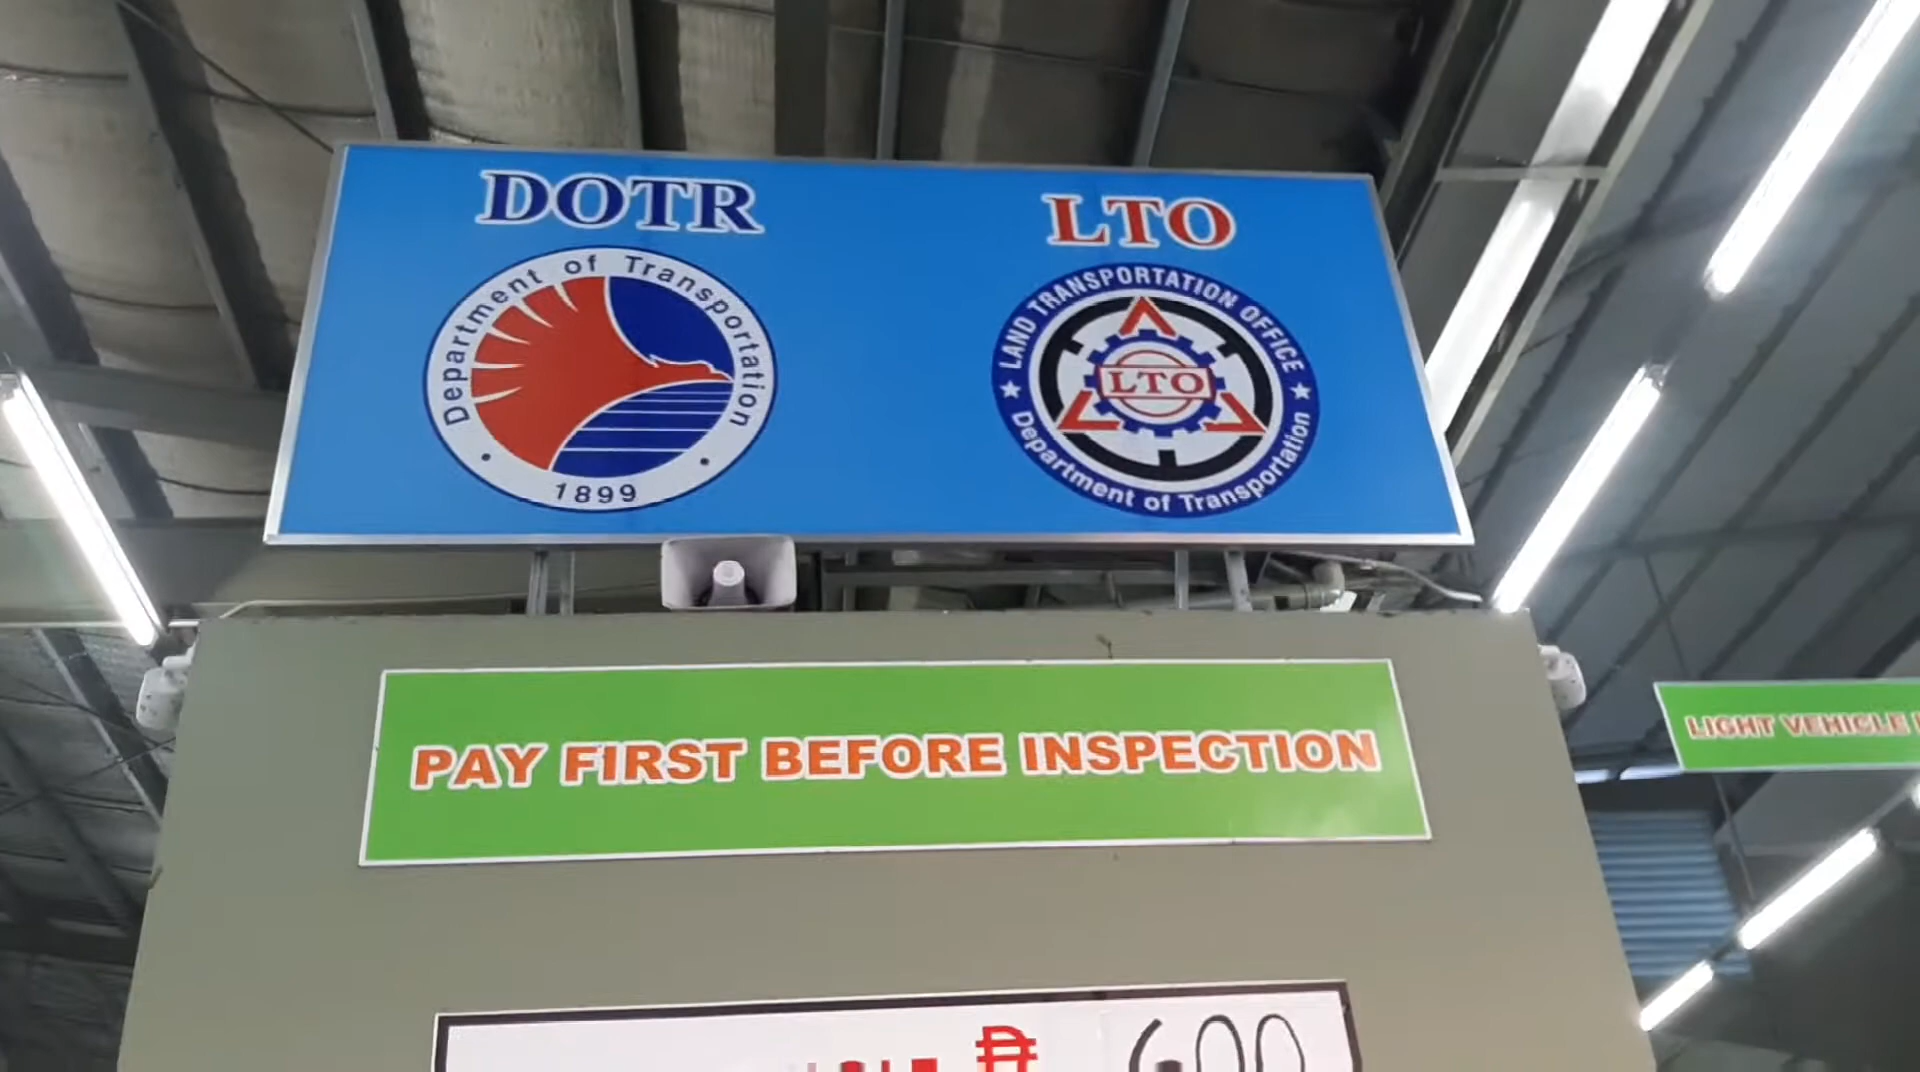 DOTR
Department of Transportation
1899
LTO
LAND TRANSPORTATION OFFICE
LTO
Department of Transportation
PAY FIRST BEFORE INSPECTION
LIGHT VEHICLE
₱ 600